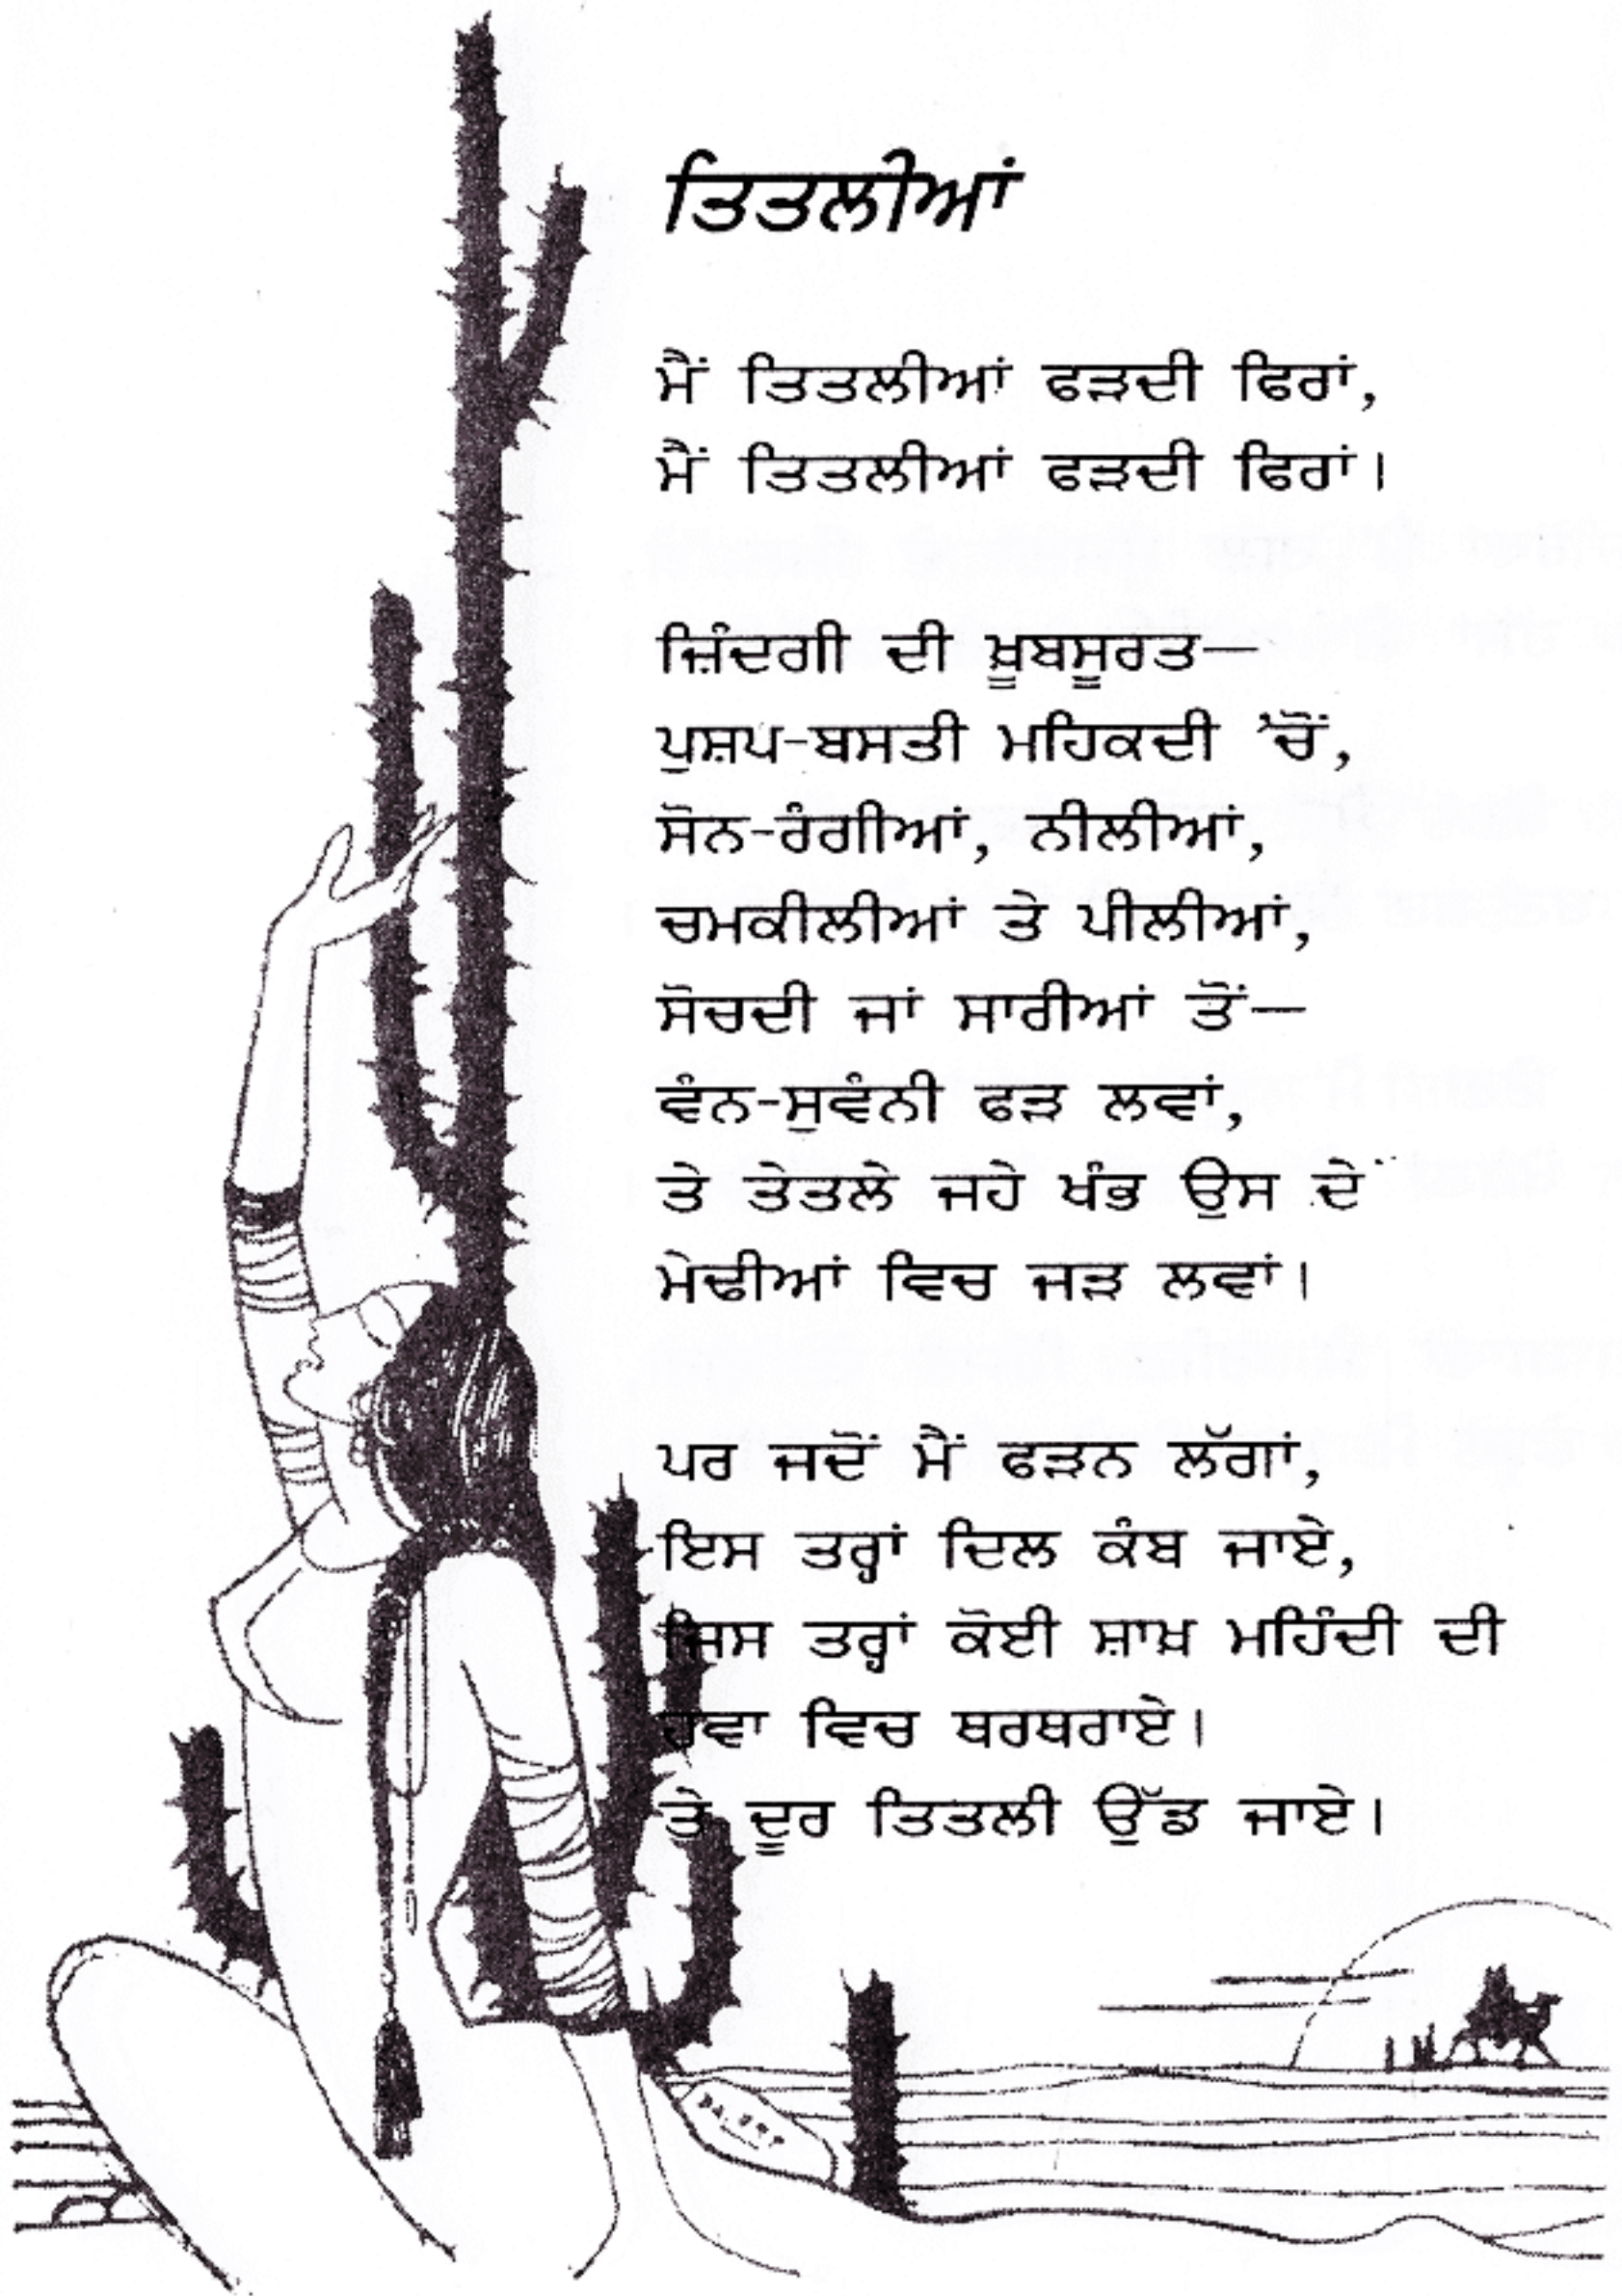 ਤਿਤਲੀਆਂ
ਮੈਂ ਤਿਤਲੀਆਂ ਫੜਦੀ ਫਿਰਾਂ,
ਮੈਂ ਤਿਤਲੀਆਂ ਫੜਦੀ ਫਿਰਾਂ।
ਜ਼ਿੰਦਗੀ ਦੀ ਖ਼ੂਬਸੂਰਤ—
ਪੁਸ਼ਪ-ਬਸਤੀ ਮਹਿਕਦੀ ’ਚੋਂ,
ਸੋਨ-ਰੰਗੀਆਂ, ਨੀਲੀਆਂ,
ਚਮਕੀਲੀਆਂ ਤੇ ਪੀਲੀਆਂ,
ਸੋਚਦੀ ਜਾਂ ਸਾਰੀਆਂ ਤੋਂ—
ਵੰਨ-ਸੁਵੰਨੀ ਫੜ ਲਵਾਂ,
ਤੇ ਤੇਤਲੇ ਜਹੇ ਖੰਭ ਉਸ ਦੇ
ਮੇਢੀਆਂ ਵਿਚ ਜੜ ਲਵਾਂ।
ਪਰ ਜਦੋਂ ਮੈਂ ਫੜਨ ਲੱਗਾਂ,
ਇਸ ਤਰ੍ਹਾਂ ਦਿਲ ਕੰਬ ਜਾਏ,
ਜਿਸ ਤਰ੍ਹਾਂ ਕੋਈ ਸ਼ਾਖ਼ ਮਹਿੰਦੀ ਦੀ
ਹਵਾ ਵਿਚ ਥਰਥਰਾਏ।
ਤੇ ਦੂਰ ਤਿਤਲੀ ਉੱਡ ਜਾਏ।